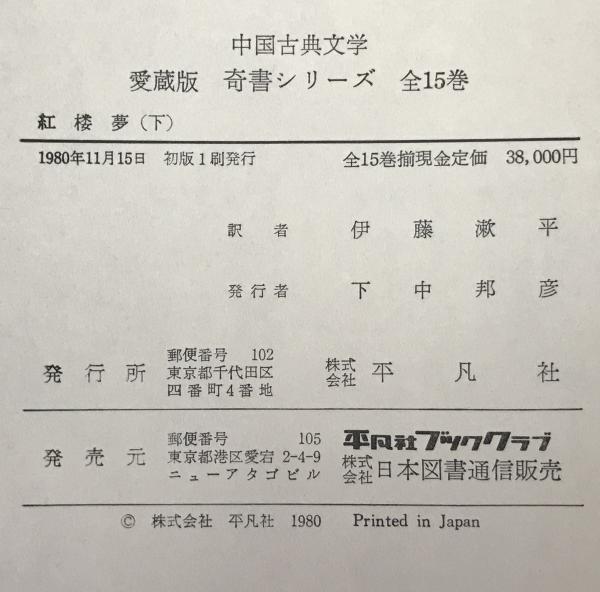 中国古典文学
愛蔵版 奇書シリーズ 全15巻
紅楼夢(下)
1980年11月15日 初版1刷発行 全15巻揃現金定価 38,000円
訳者 伊藤漱平
発行者 下中邦彦
発行所 郵便番号 102 東京都千代田区 四番町4番地 株式会社 平凡社
発売元 郵便番号 105 東京都港区愛宕 2-4-9 ニューアタゴビル 平凡社ブッククラブ 株式会社 日本図書通信販売
© 株式会社 平凡社 1980 Printed in Japan